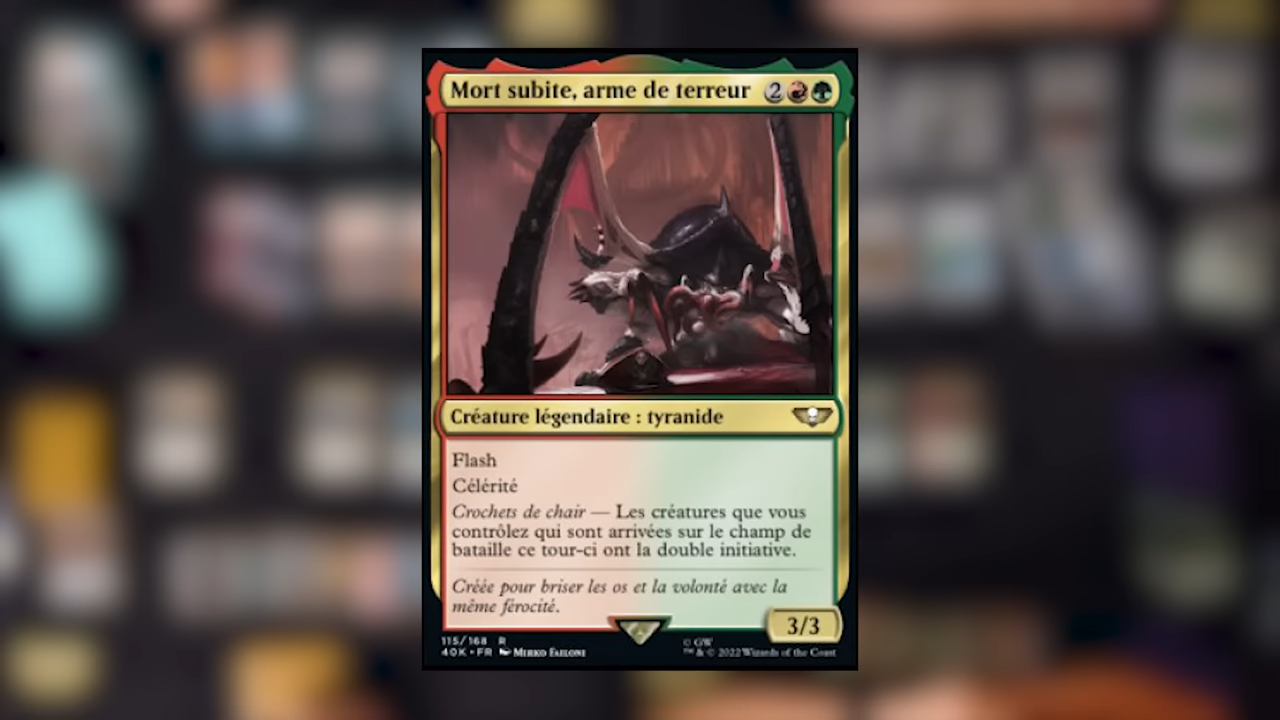 Mort subite, arme de terreur 2
Créature légendaire : tyranide
Flash
Célérité
Crochets de chair — Les créatures que vous
contrôlez qui sont arrivées sur le champ de
bataille ce tour-ci ont la double initiative.
Créée pour briser les os et la volonté avec la
même férocité.
3/3
115/168 R
40K • FR Mirko Failoni
© GW
™ & © 2022 Wizards of the Coast